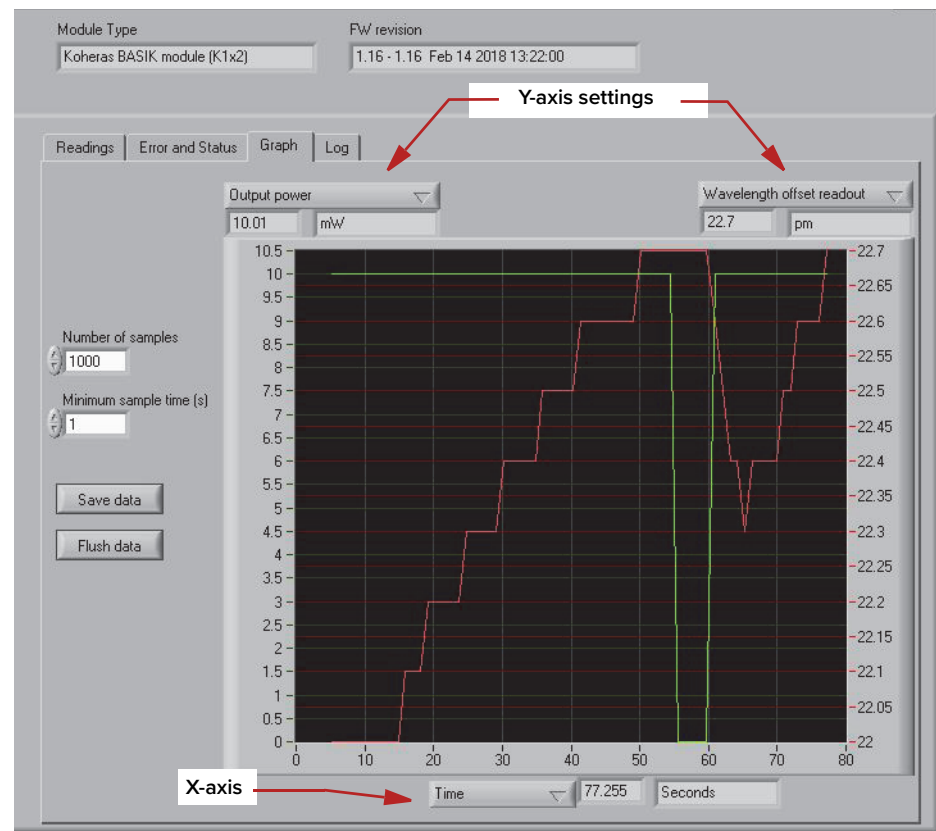 Module Type
FW revision
Koheras BASIK module (K1x2)
1.16 - 1.16 Feb 14 2018 13:22:00
Y-axis settings
Readings
Error and Status
Graph
Log
Output power
Wavelength offset readout
10.01
mW
22.7
pm
Number of samples
1000
Minimum sample time (s)
1
Save data
Flush data
10.5
10
9.5
9
8.5
8
7.5
7
6.5
6
5.5
5
4.5
4
3.5
3
2.5
2
1.5
1
0.5
0
22.7
22.65
22.6
22.55
22.5
22.45
22.4
22.35
22.3
22.25
22.2
22.15
22.1
22.05
22
0 10 20 30 40 50 60 70 80
X-axis
Time
77.255
Seconds